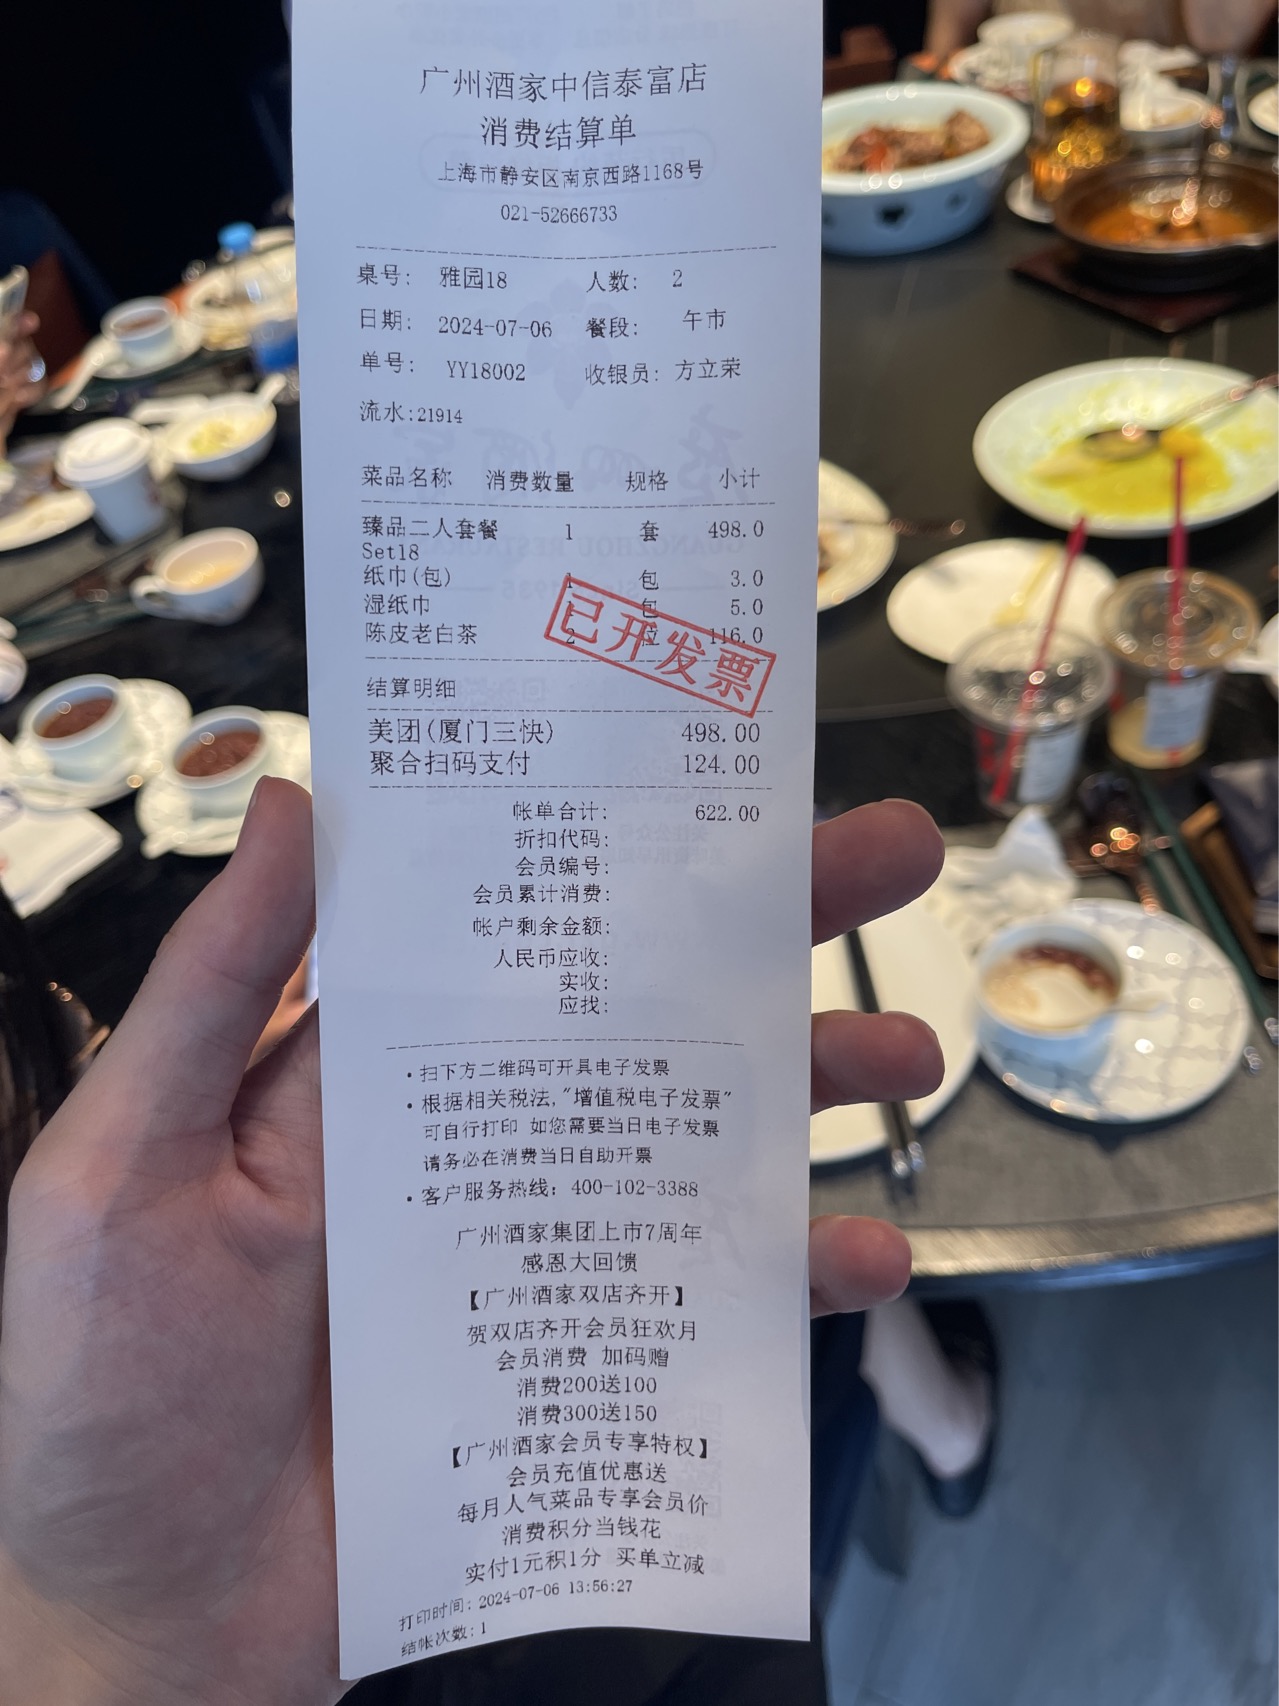 广州酒家中信泰富店
消费结算单
上海市静安区南京西路1168号
021-52666733
桌号: 雅园18 人数: 2
日期: 2024-07-06 餐段: 午市
单号: YY18002 收银员: 方立荣
流水:21914
菜品名称 消费数量 规格 小计
臻品二人套餐 1 套 498.0
Set18
纸巾(包) 1 包 3.0
湿纸巾 包 5.0
陈皮老白茶 2 位 116.0
已开发票
结算明细
美团(厦门三快) 498.00
聚合扫码支付 124.00
帐单合计: 622.00
折扣代码:
会员编号:
会员累计消费:
帐户剩余金额:
人民币应收:
实收:
应找:
·扫下方二维码可开具电子发票
·根据相关税法,"增值税电子发票"
可自行打印 如您需要当日电子发票
请务必在消费当日自助开票
·客户服务热线: 400-102-3388
广州酒家集团上市7周年
感恩大回馈
【广州酒家双店齐开】
贺双店齐开会员狂欢月
会员消费 加码赠
消费200送100
消费300送150
【广州酒家会员专享特权】
会员充值优惠送
每月人气菜品专享会员价
消费积分当钱花
实付1元积1分 买单立减
打印时间: 2024-07-06 13:56:27
结帐次数: 1